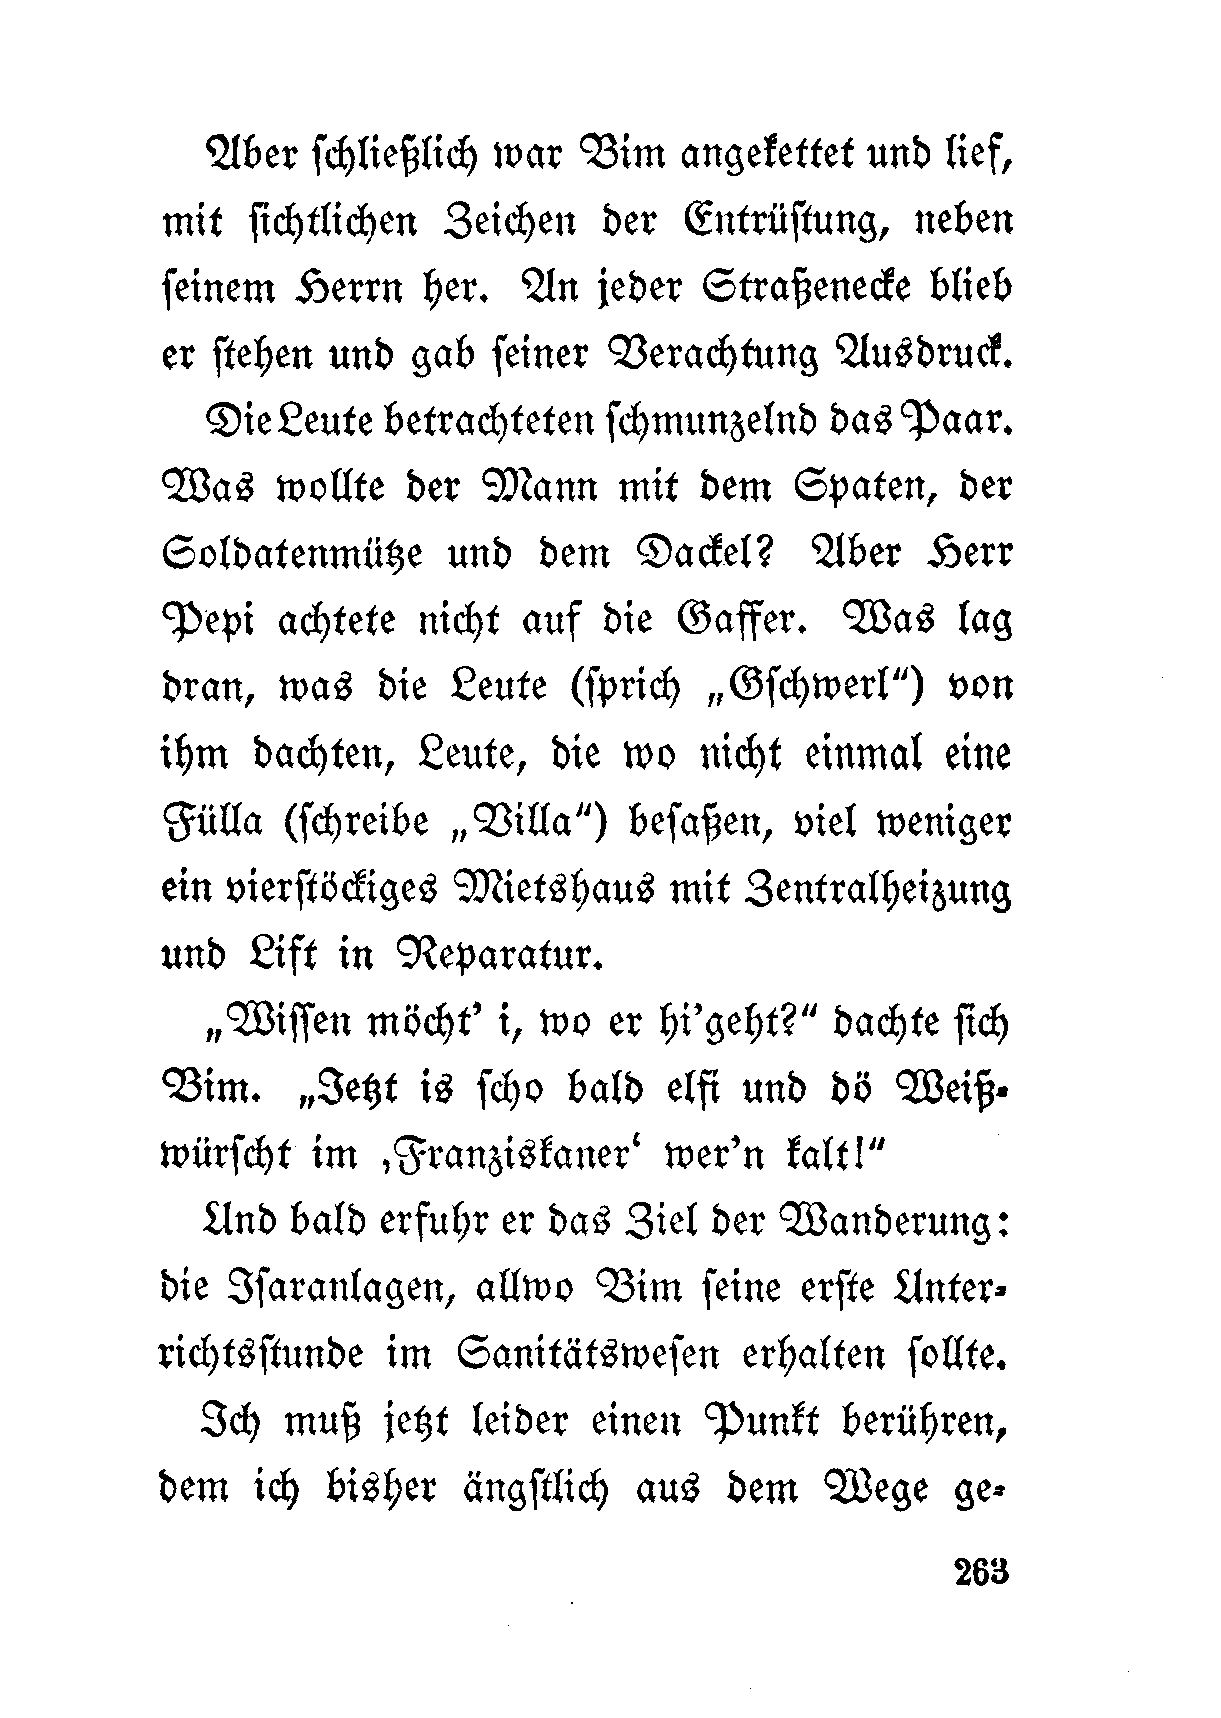 Aber schließlich war Bim angekettet und lief,
mit sichtlichen Zeichen der Entrüstung, neben
seinem Herrn her. An jeder Straßenecke blieb
er stehen und gab seiner Verachtung Ausdruck.
Die Leute betrachteten schmunzelnd das Paar.
Was wollte der Mann mit dem Spaten, der
Soldatenmütze und dem Dackel? Aber Herr
Pepi achtete nicht auf die Gaffer. Was lag
dran, was die Leute (sprich „Gschwerl“) von
ihm dachten, Leute, die wo nicht einmal eine
Fülla (schreibe „Villa“) besaßen, viel weniger
ein vierstöckiges Mietshaus mit Zentralheizung
und Lift in Reparatur.
„Wissen möcht’ i, wo er hi’geht?“ dachte sich
Bim. „Jetzt is scho bald elfi und dö Weiß-
würscht im ‚Franziskaner‘ wer’n kalt!“
Und bald erfuhr er das Ziel der Wanderung:
die Isaranlagen, allwo Bim seine erste Unter-
richtsstunde im Sanitätswesen erhalten sollte.
Ich muß jetzt leider einen Punkt berühren,
dem ich bisher ängstlich aus dem Wege ge-
263